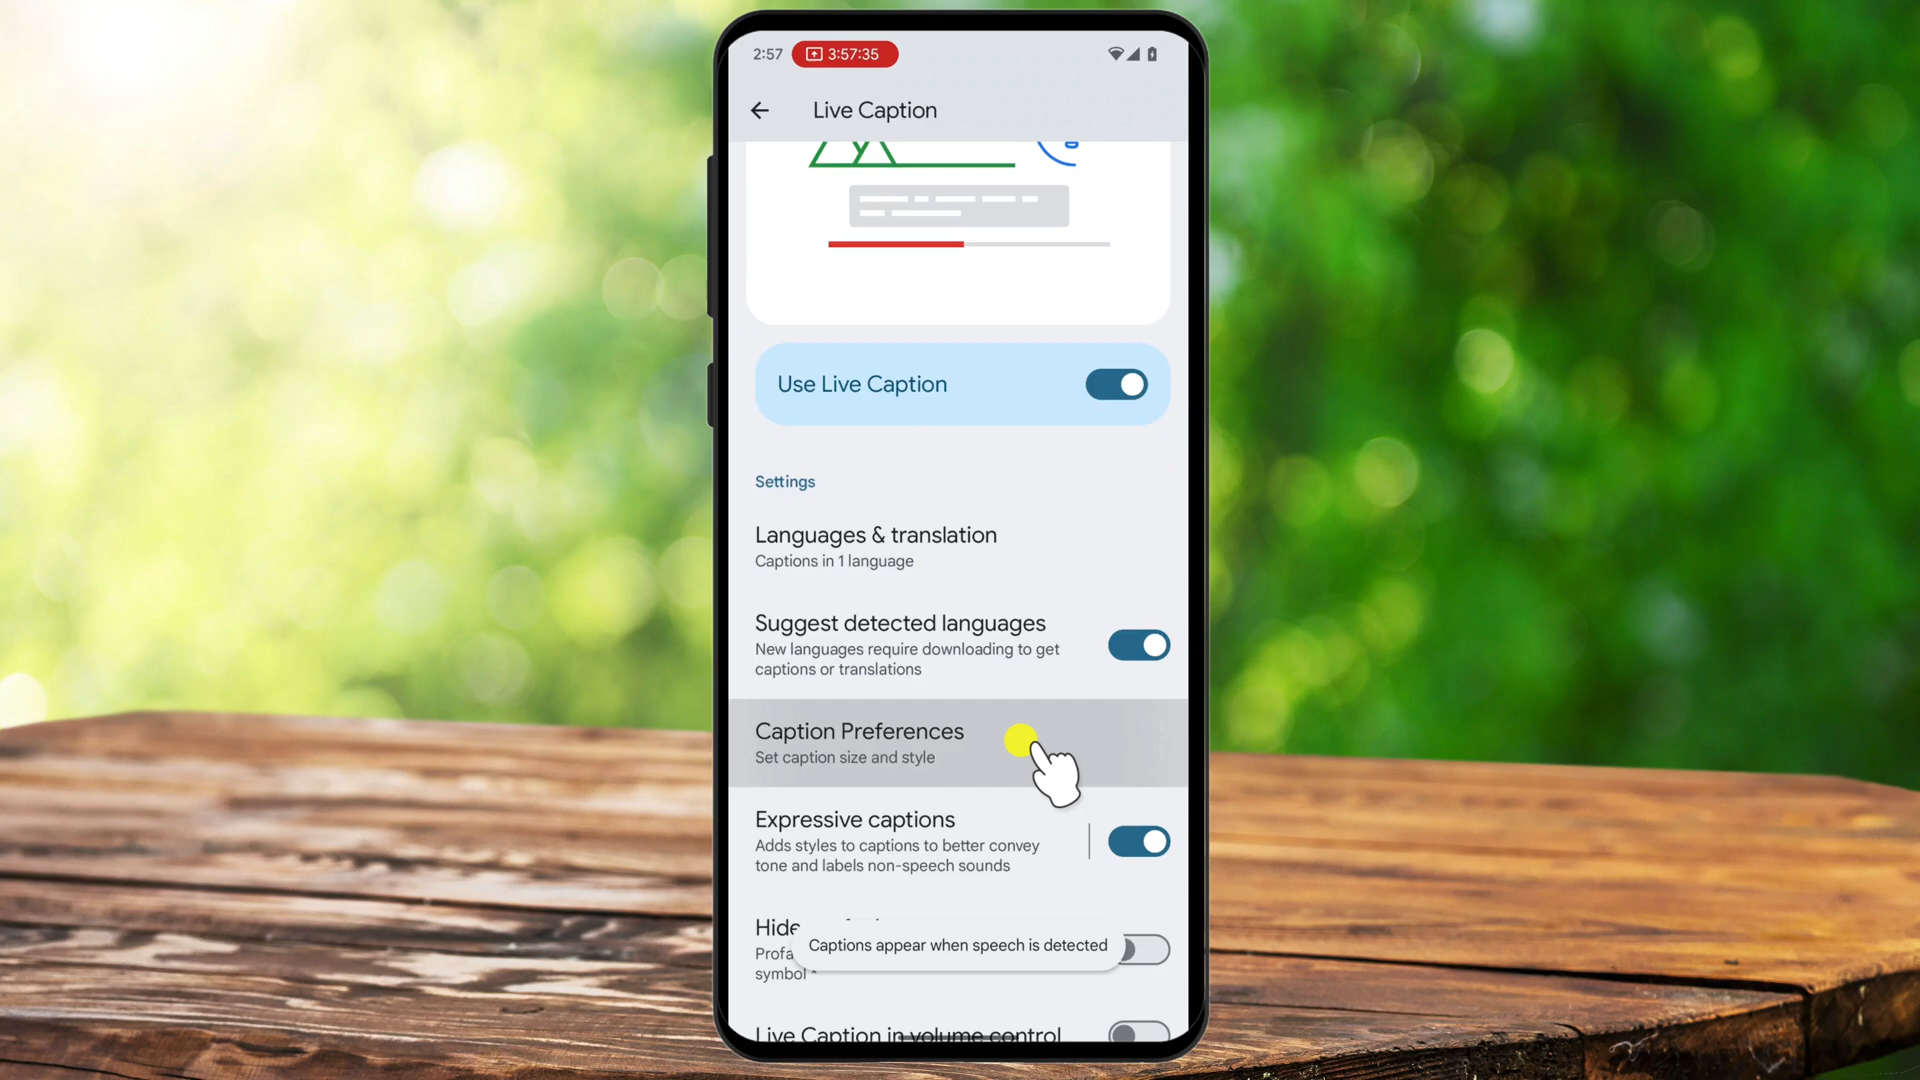 2:57 3:57:35
Live Caption
Use Live Caption
Settings
Languages & translation
Captions in 1 language
Suggest detected languages
New languages require downloading to get
captions or translations
Caption Preferences
Set caption size and style
Expressive captions
Adds styles to captions to better convey
tone and labels non-speech sounds
Hide
Captions appear when speech is detected
symbol *
Live Caption in volume control